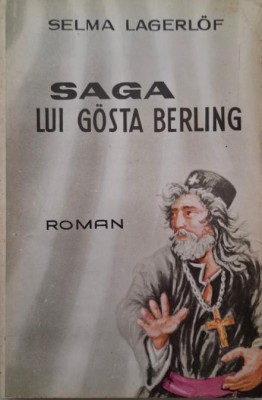 SELMA LAGERLÖF
SAGA
LUI GÖSTA BERLING
ROMAN